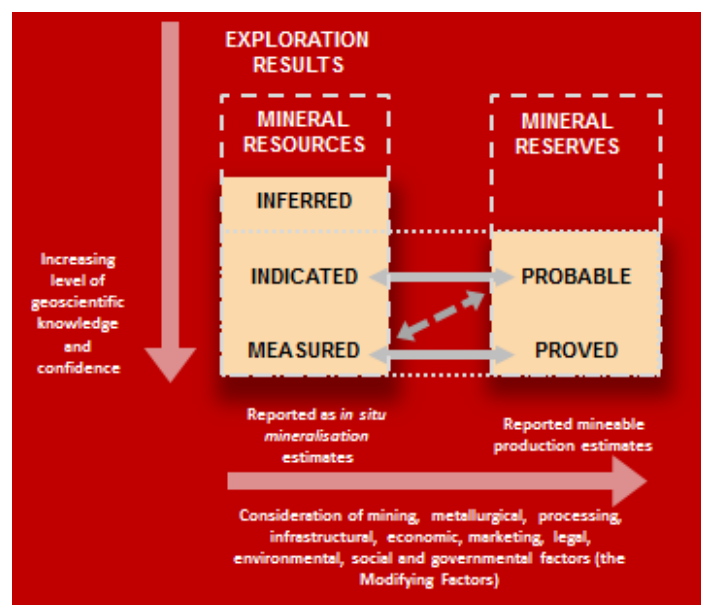 EXPLORATION
RESULTS
MINERAL
RESOURCES
MINERAL
RESERVES
INFERRED
INDICATED
PROBABLE
MEASURED
PROVED
Increasing
level of
geoscientific
knowledge
and
confidence
Reported as in situ
mineralisation
estimates
Reported mineable
production estimates
Consideration of mining, metallurgical, processing,
infrastructural, economic, marketing, legal,
environmental, social and governmental factors (the
Modifying Factors)